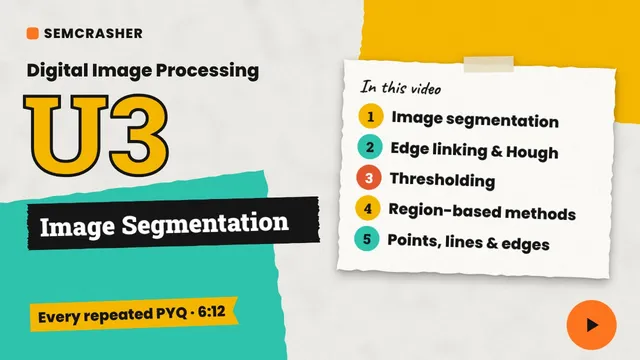 SEMCRASHER
Digital Image Processing
U3
Image Segmentation
Every repeated PYQ · 6:12
In this video
1 Image segmentation
2 Edge linking & Hough
3 Thresholding
4 Region-based methods
5 Points, lines & edges